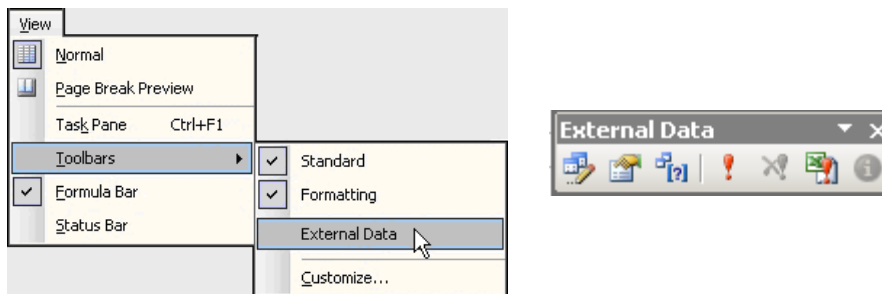 View
Normal
Page Break Preview
Task Pane Ctrl+F1
Toolbars
Formula Bar
Status Bar
Standard
Formatting
External Data
Customize...
External Data